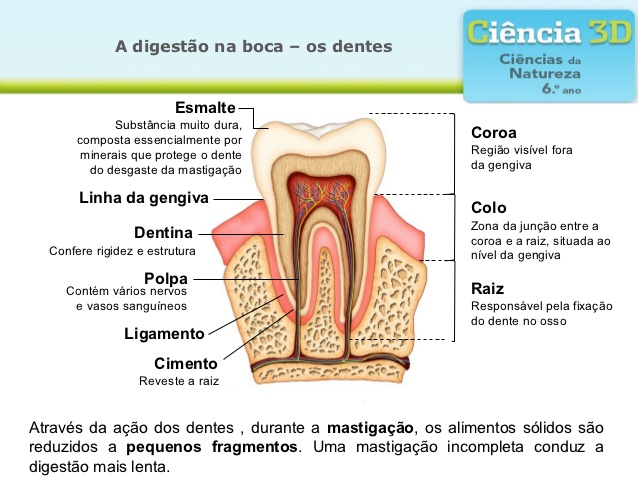 A digestão na boca – os dentes
Ciência 3D
Ciências da
Natureza
6.º ano
Esmalte
Substância muito dura,
composta essencialmente por
minerais que protege o dente
do desgaste da mastigação
Linha da gengiva
Dentina
Confere rigidez e estrutura
Polpa
Contém vários nervos
e vasos sanguíneos
Ligamento
Cimento
Reveste a raiz
Coroa
Região visível fora
da gengiva
Colo
Zona da junção entre a
coroa e a raiz, situada ao
nível da gengiva
Raiz
Responsável pela fixação
do dente no osso
Através da ação dos dentes , durante a mastigação, os alimentos sólidos são
reduzidos a pequenos fragmentos. Uma mastigação incompleta conduz a
digestão mais lenta.